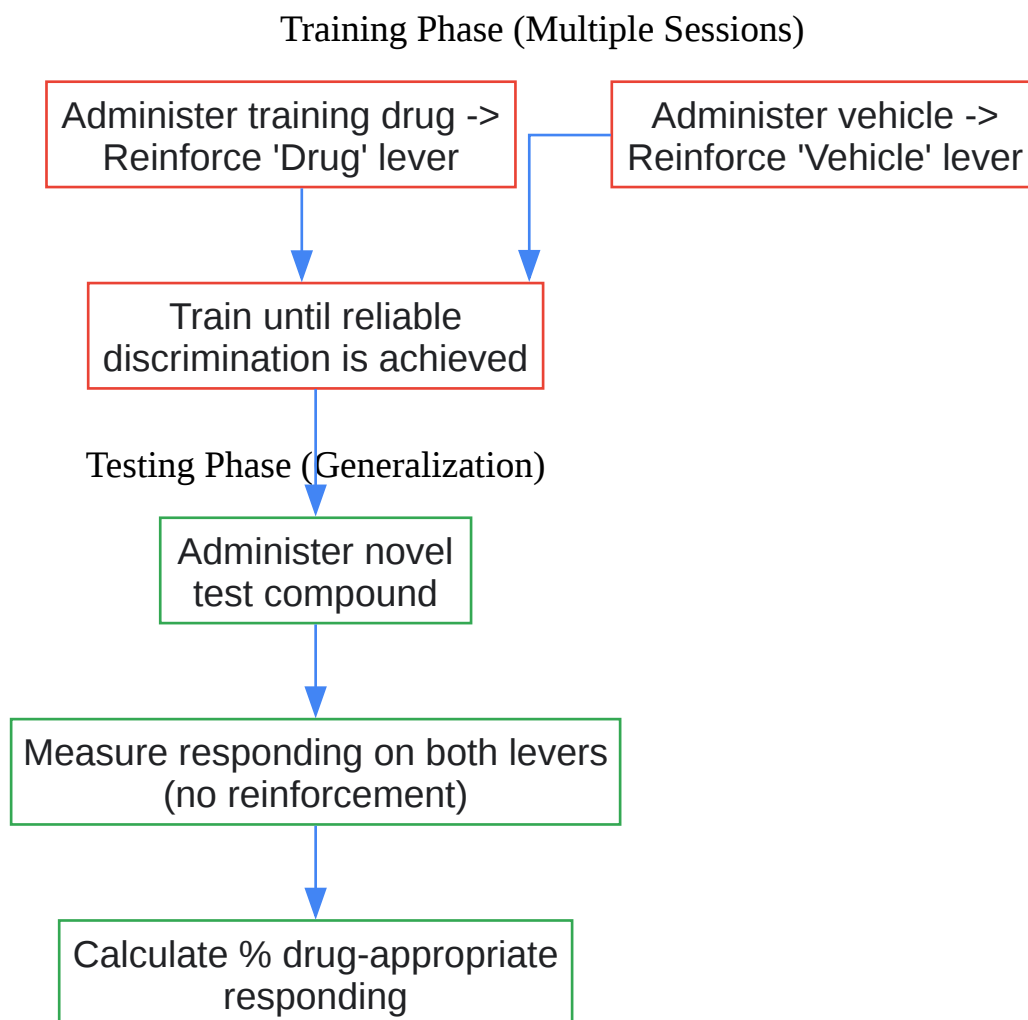 Training Phase (Multiple Sessions)
Administer training drug ->
Reinforce 'Drug' lever
Administer vehicle ->
Reinforce 'Vehicle' lever
Train until reliable
discrimination is achieved
Testing Phase (Generalization)
Administer novel
test compound
Measure responding on both levers
(no reinforcement)
Calculate % drug-appropriate
responding